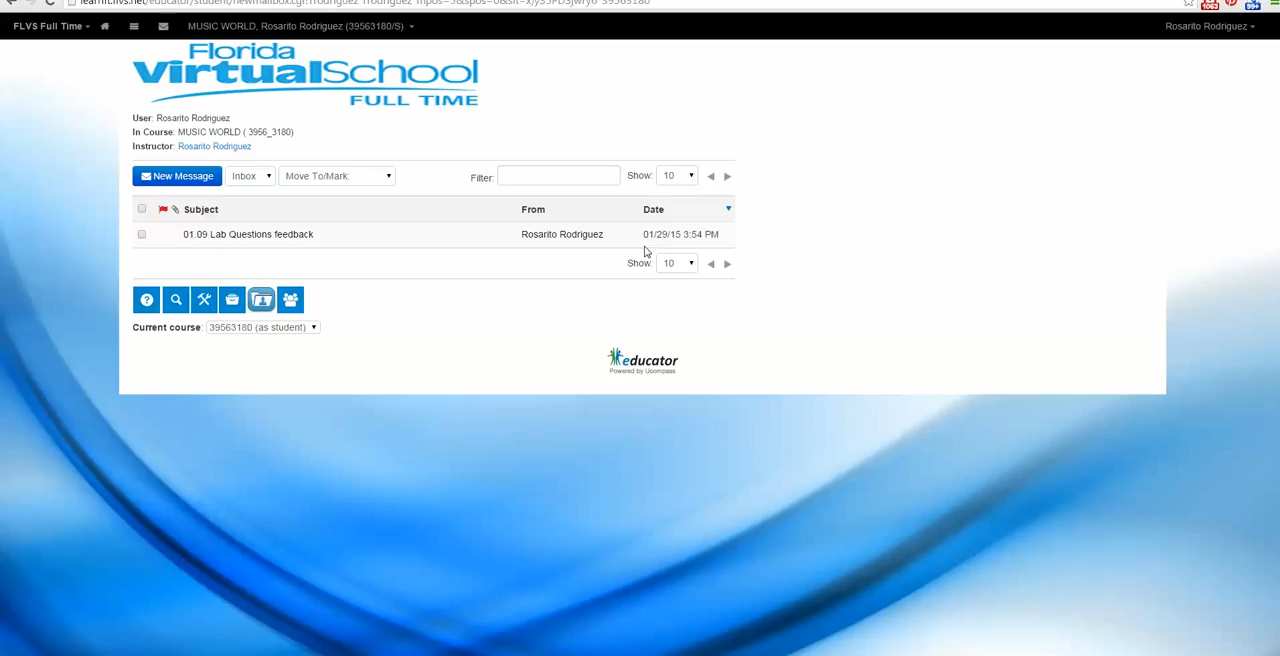 FLVS Full Time MUSIC WORLD, Rosarito Rodriguez (39563180/S) Rosarito Rodriguez
Florida
VirtualSchool
FULL TIME
User: Rosarito Rodriguez
In Course: MUSIC WORLD ( 3956_3180)
Instructor: Rosarito Rodriguez
New Message Inbox Move To/Mark: Filter: Show: 10
Subject From Date
01.09 Lab Questions feedback Rosarito Rodriguez 01/29/15 3:54 PM
Show: 10
Current course: 39563180 (as student)
educator
Powered by Ucompass